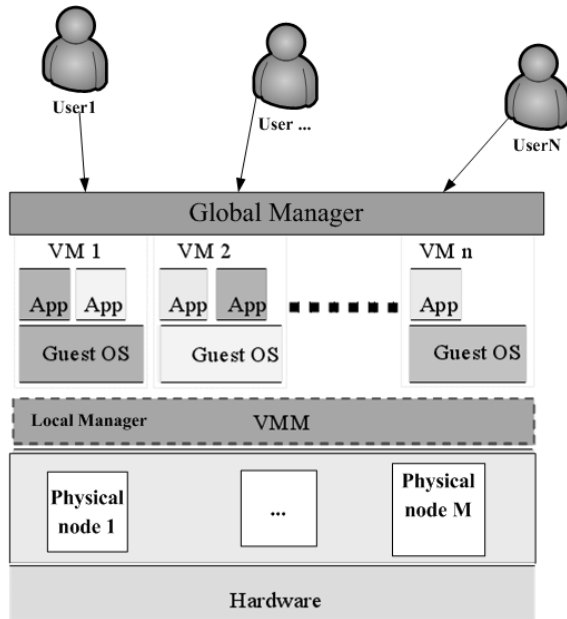 User1
User ...
UserN
Global Manager
VM 1
VM 2
VM n
App
App
App
App
App
Guest OS
Guest OS
Guest OS
Local Manager
VMM
Physical
node 1
...
Physical
node M
Hardware